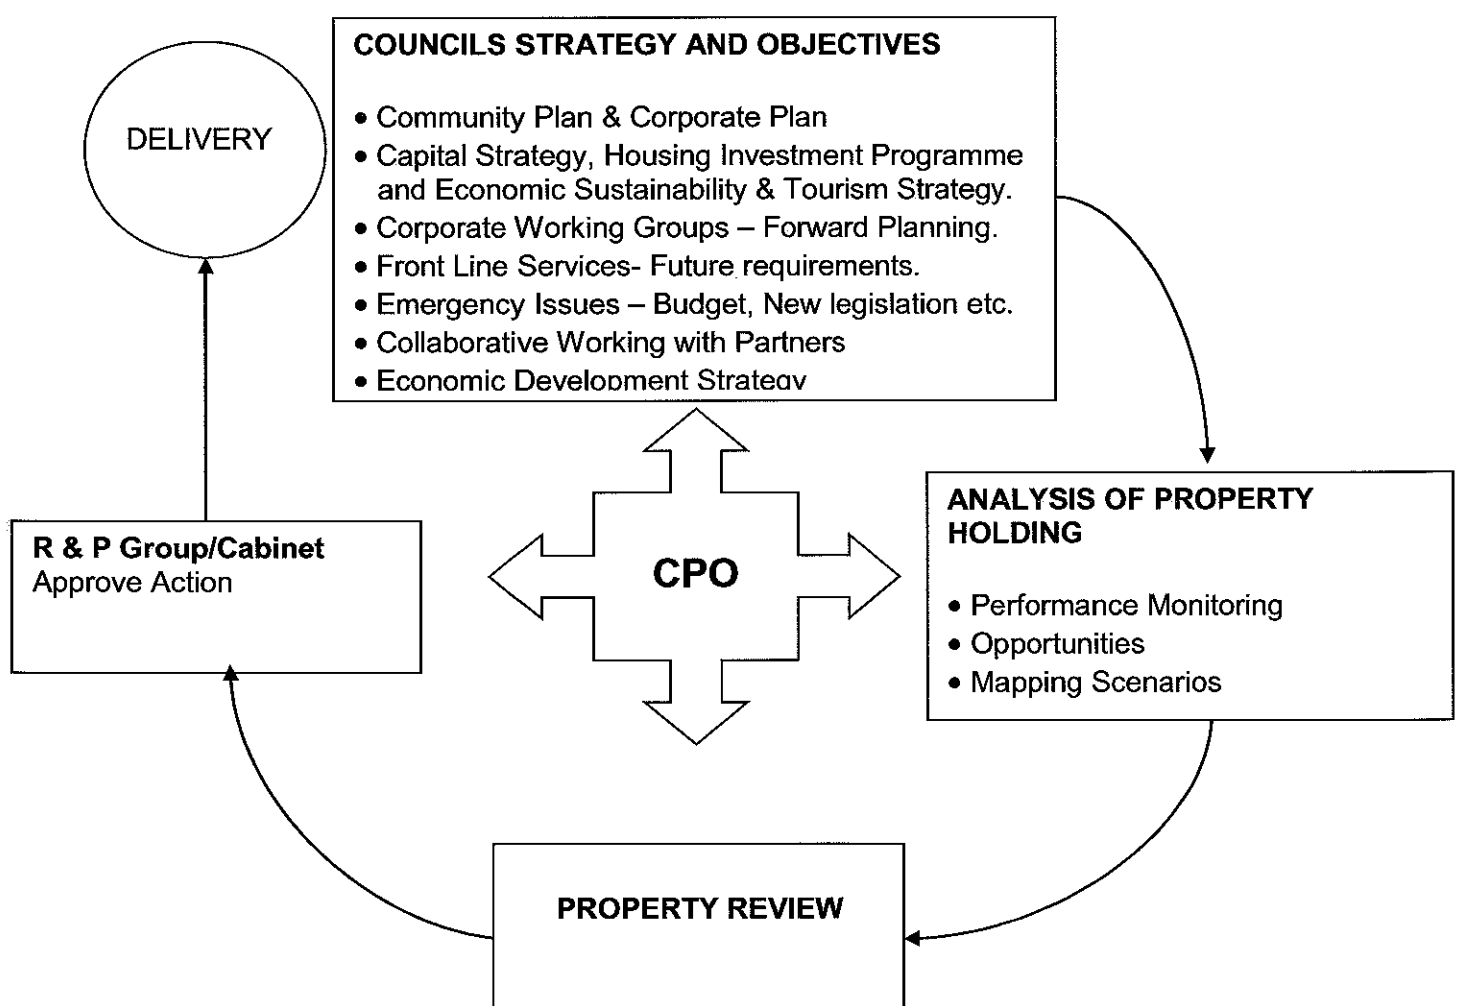 DELIVERY
COUNCILS STRATEGY AND OBJECTIVES
• Community Plan & Corporate Plan
• Capital Strategy, Housing Investment Programme
and Economic Sustainability & Tourism Strategy.
• Corporate Working Groups – Forward Planning.
• Front Line Services- Future requirements.
• Emergency Issues – Budget, New legislation etc.
• Collaborative Working with Partners
• Economic Development Strategy
ANALYSIS OF PROPERTY
HOLDING
• Performance Monitoring
• Opportunities
• Mapping Scenarios
R & P Group/Cabinet
Approve Action
CPO
PROPERTY REVIEW